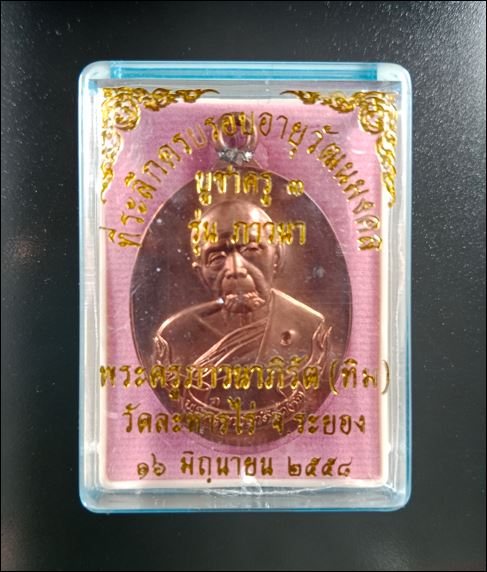 ที่ระลึกครบรอบอายุวัฒนมงคล
บูชาครู ๓
รุ่น ภาวนา
พระครูภาวนาภิรัต (ทิม)
วัดละหารไร่ จ.ระยอง
๑๖ มิถุนายน ๒๕๕๘